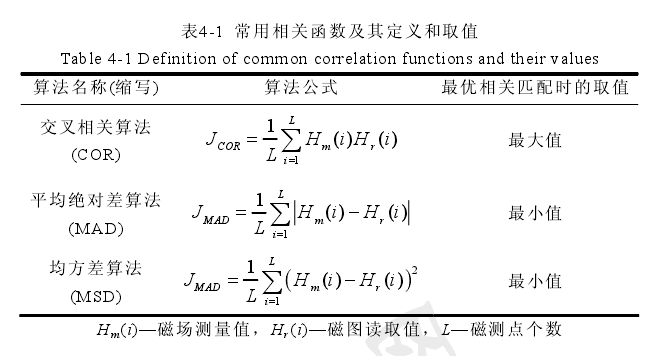 表4-1 常用相关函数及其定义和取值
Table 4-1 Definition of common correlation functions and their values
算法名称(缩写) 算法公式 最优相关匹配时的取值
交叉相关算法 (COR) J_{COR} = \frac{1}{L}\sum_{i=1}^{L} H_m(i)H_r(i) 最大值
平均绝对差算法 (MAD) J_{MAD} = \frac{1}{L}\sum_{i=1}^{L} |H_m(i) − H_r(i)| 最小值
均方差算法 (MSD) J_{MAD} = \frac{1}{L}\sum_{i=1}^{L} (H_m(i) − H_r(i))^2 最小值
H_m(i)—磁场测量值，H_r(i)—磁图读取值，L—磁测点个数